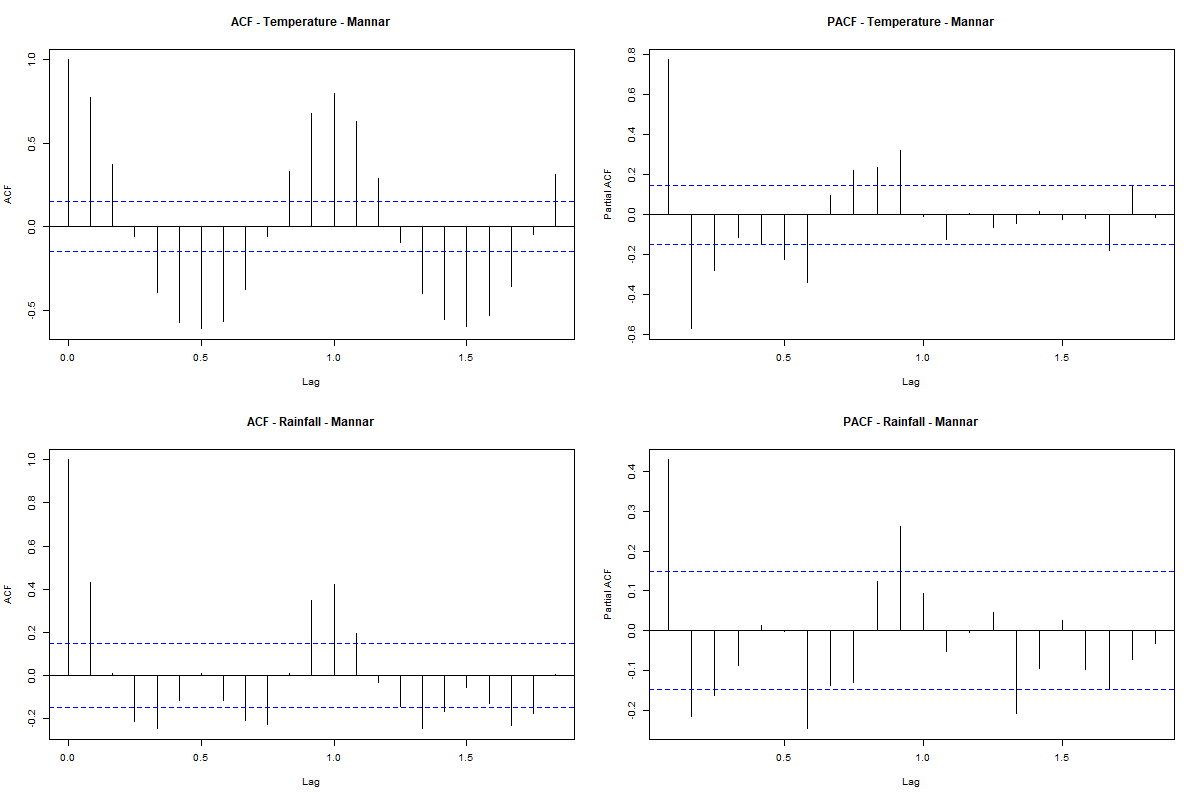 ACF - Temperature - Mannar
ACF
1.0
0.5
0.0
-0.5
0.0 0.5 1.0 1.5
Lag
PACF - Temperature - Mannar
Partial ACF
0.8
0.6
0.4
0.2
0.0
-0.2
-0.4
-0.6
0.5 1.0 1.5
Lag
ACF - Rainfall - Mannar
ACF
1.0
0.8
0.6
0.4
0.2
0.0
-0.2
0.0 0.5 1.0 1.5
Lag
PACF - Rainfall - Mannar
Partial ACF
0.4
0.3
0.2
0.1
0.0
-0.1
-0.2
0.5 1.0 1.5
Lag